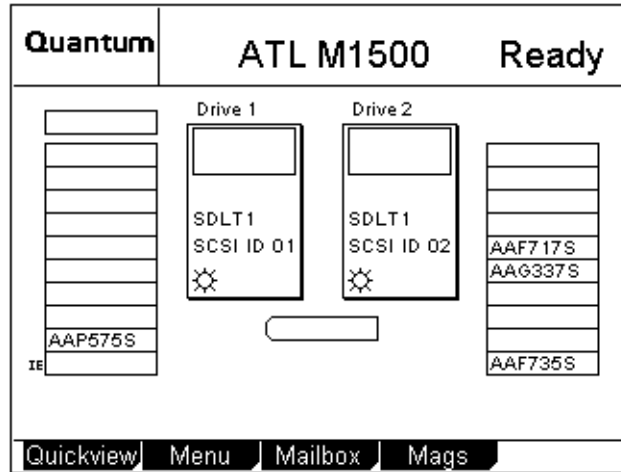 Quantum
ATL M1500
Ready
Drive 1
Drive 2
SDLT1
SCSI ID 01
SDLT1
SCSI ID 02
AAF717S
AAG337S
AAP575S
IE
AAF735S
Quickview
Menu
Mailbox
Mags